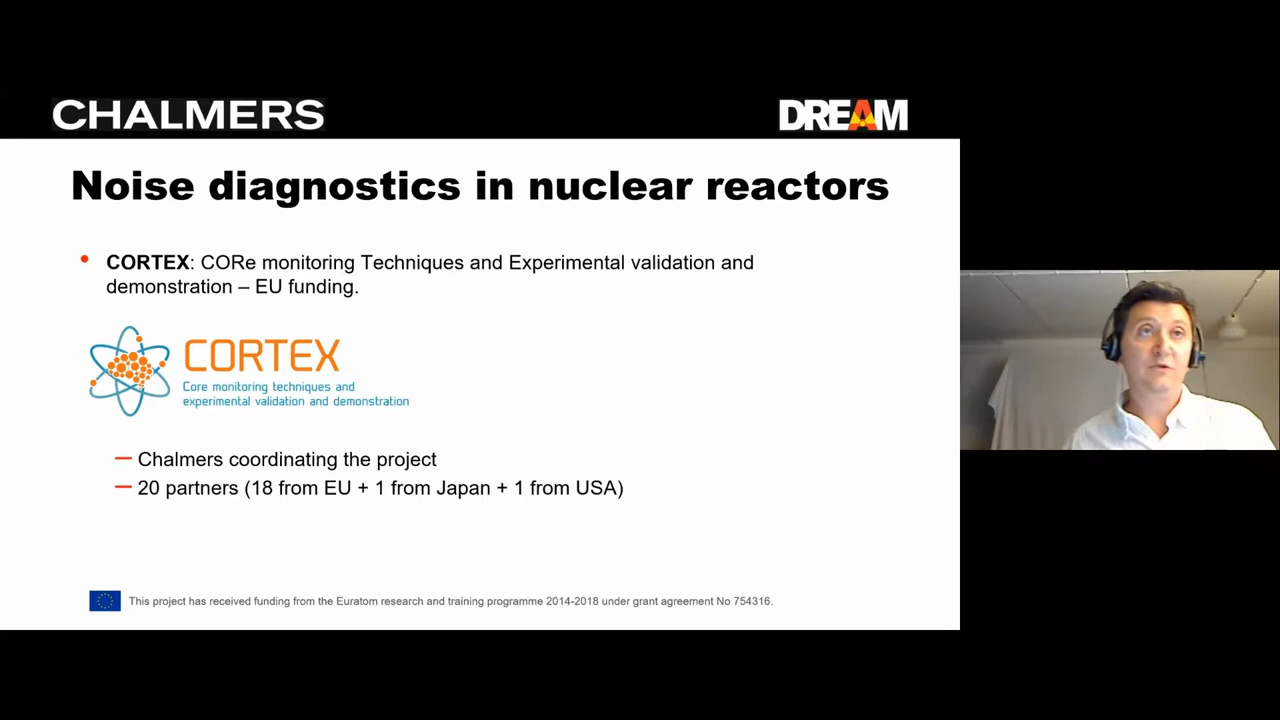 CHALMERS
DREAM
Noise diagnostics in nuclear reactors
• CORTEX: CORe monitoring Techniques and Experimental validation and
demonstration – EU funding.
CORTEX
Core monitoring techniques and
experimental validation and demonstration
— Chalmers coordinating the project
— 20 partners (18 from EU + 1 from Japan + 1 from USA)
This project has received funding from the Euratom research and training programme 2014-2018 under grant agreement No 754316.